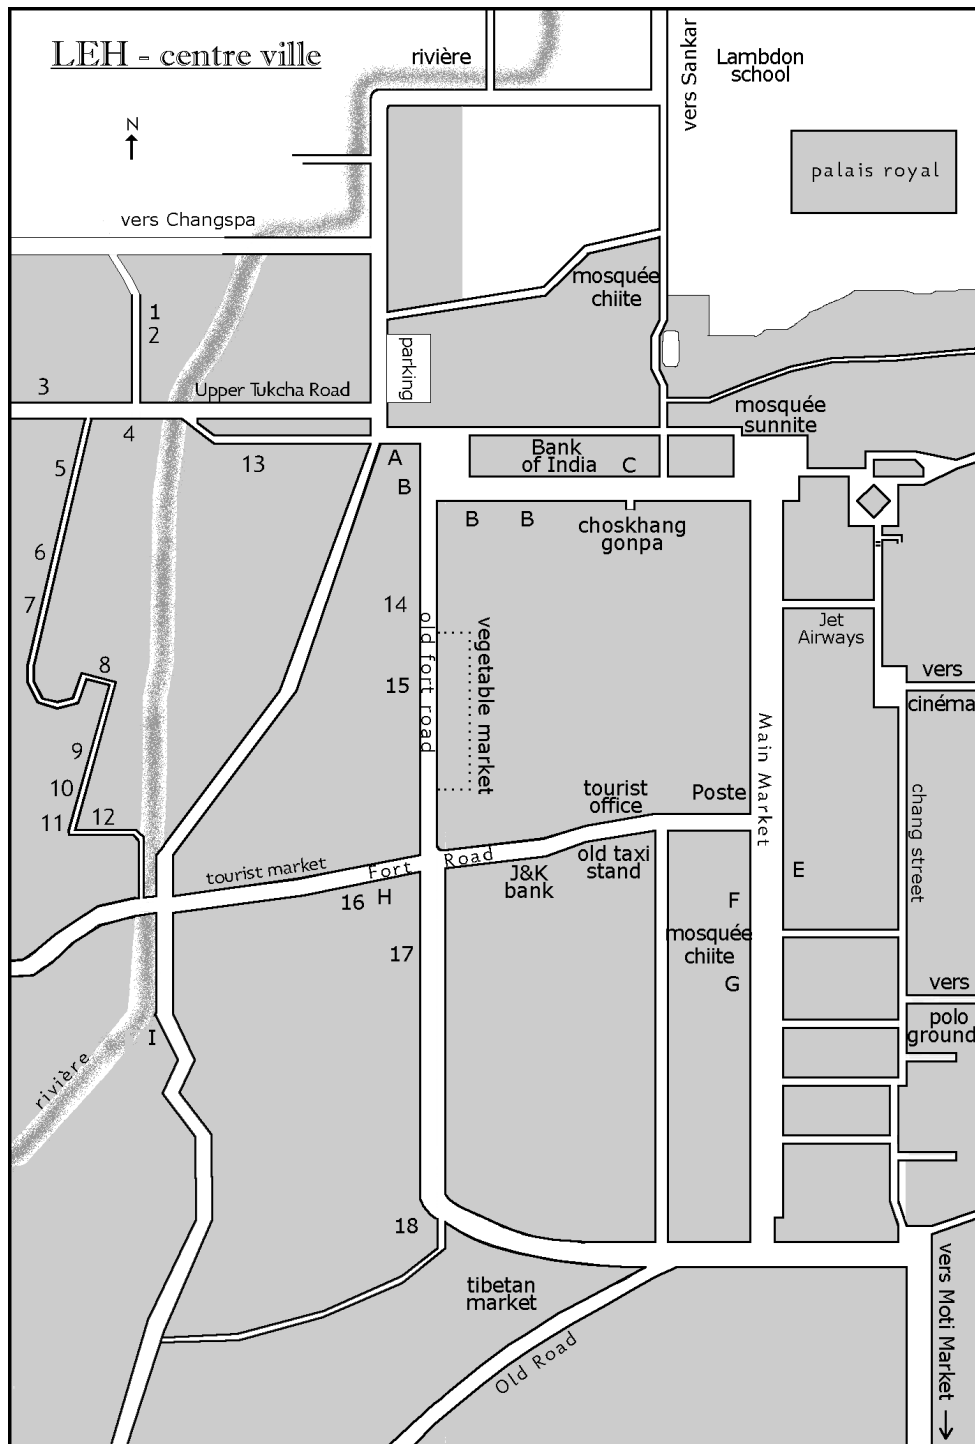 LEH - centre ville
rivière
vers Sankar
Lambdon
school
N
palais royal
vers Changspa
mosquée
chiite
1
2
parking
3
Upper Tukcha Road
mosquée
sunnite
4
13
A
B
Bank
of India
C
5
B
B
choskhang
gonpa
6
7
14
old fort road
vegetable market
Jet
Airways
8
15
vers
cinéma
9
Main Market
10
tourist
office
Poste
chang street
11
12
tourist market
Fort Road
J&K
bank
old taxi
stand
E
16
H
F
17
mosquée
chiite
G
vers
polo
ground
I
rivière
18
tibetan
market
Old Road
vers Moti Market